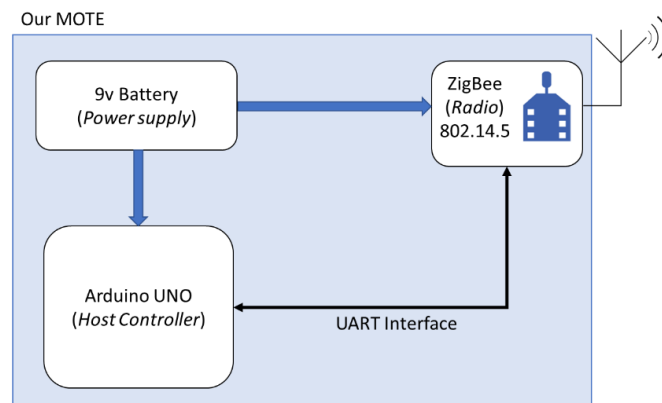 Our MOTE
9v Battery
(Power supply)
ZigBee
(Radio)
802.14.5
Arduino UNO
(Host Controller)
UART Interface